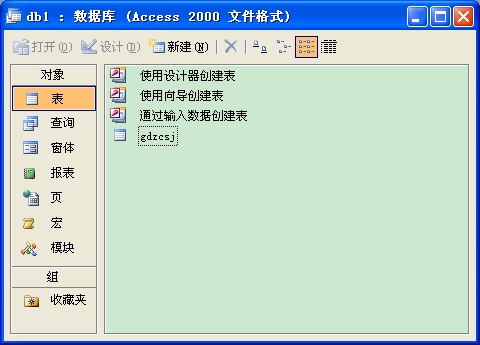 db1 : 数据库 (Access 2000 文件格式)
打开(O) 设计(D) 新建(N)
对象
表
查询
窗体
报表
页
宏
模块
组
收藏夹
使用设计器创建表
使用向导创建表
通过输入数据创建表
gdzcsj